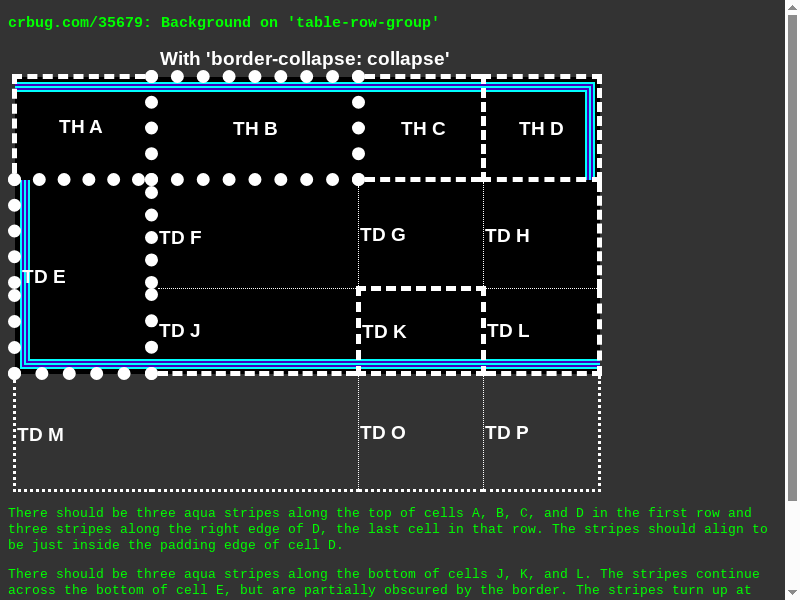 crbug.com/35679: Background on 'table-row-group'
With 'border-collapse: collapse'
TH A TH B TH C TH D
TD E TD F TD G TD H
TD J TD K TD L
TD M TD O TD P
There should be three aqua stripes along the top of cells A, B, C, and D in the first row and
three stripes along the right edge of D, the last cell in that row. The stripes should align to
be just inside the padding edge of cell D.
There should be three aqua stripes along the bottom of cells J, K, and L. The stripes continue
across the bottom of cell E, but are partially obscured by the border. The stripes turn up at